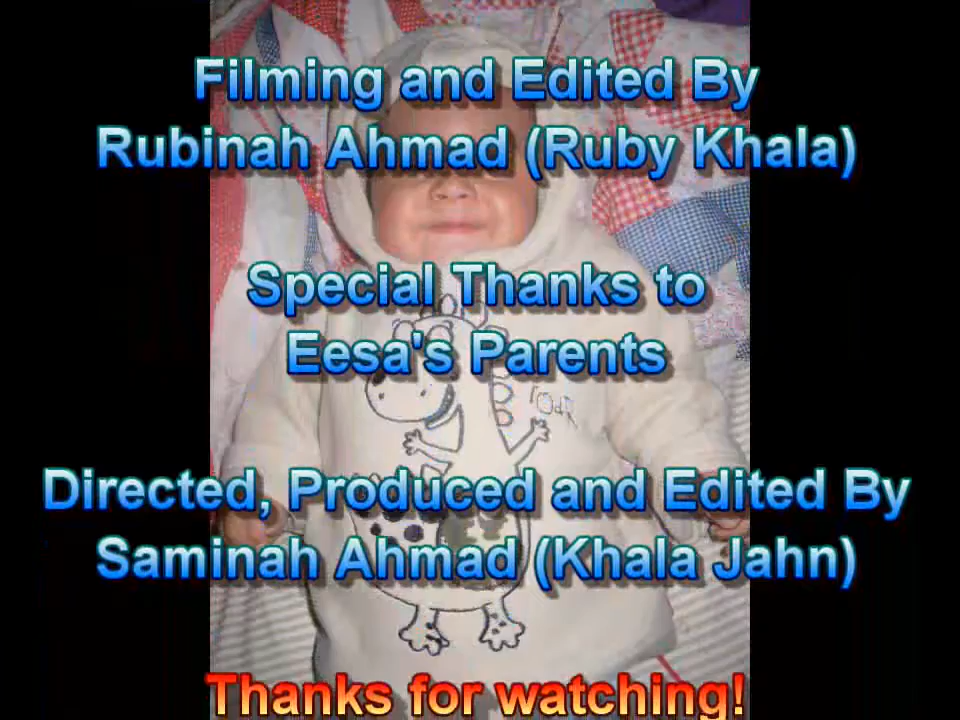 Filming and Edited By
Rubinah Ahmad (Ruby Khala)
Special Thanks to
Eesa's Parents
roar
Directed, Produced and Edited By
Saminah Ahmad (Khala Jahn)
Thanks for watching!